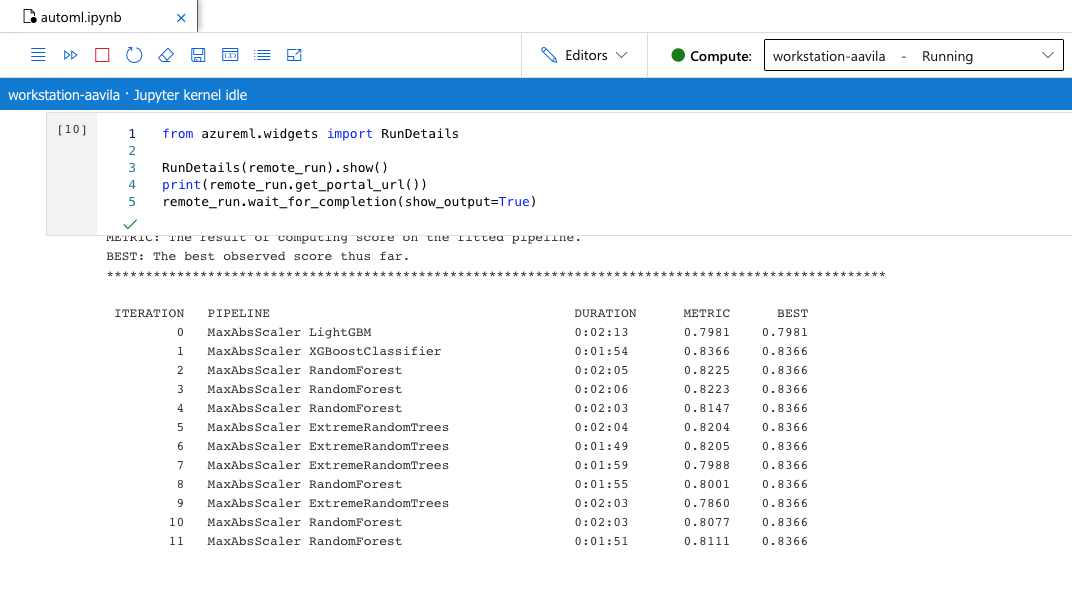 automl.ipynb ×
Editors Compute: workstation-aavila - Running
workstation-aavila · Jupyter kernel idle
[10]
1 from azureml.widgets import RunDetails
2
3 RunDetails(remote_run).show()
4 print(remote_run.get_portal_url())
5 remote_run.wait_for_completion(show_output=True)
METRIC: The result of computing score on the fitted pipeline.
BEST: The best observed score thus far.
****************************************************************************************************
ITERATION PIPELINE DURATION METRIC BEST
0 MaxAbsScaler LightGBM 0:02:13 0.7981 0.7981
1 MaxAbsScaler XGBoostClassifier 0:01:54 0.8366 0.8366
2 MaxAbsScaler RandomForest 0:02:05 0.8225 0.8366
3 MaxAbsScaler RandomForest 0:02:06 0.8223 0.8366
4 MaxAbsScaler RandomForest 0:02:03 0.8147 0.8366
5 MaxAbsScaler ExtremeRandomTrees 0:02:04 0.8204 0.8366
6 MaxAbsScaler ExtremeRandomTrees 0:01:49 0.8205 0.8366
7 MaxAbsScaler ExtremeRandomTrees 0:01:59 0.7988 0.8366
8 MaxAbsScaler RandomForest 0:01:55 0.8001 0.8366
9 MaxAbsScaler ExtremeRandomTrees 0:02:03 0.7860 0.8366
10 MaxAbsScaler RandomForest 0:02:03 0.8077 0.8366
11 MaxAbsScaler RandomForest 0:01:51 0.8111 0.8366